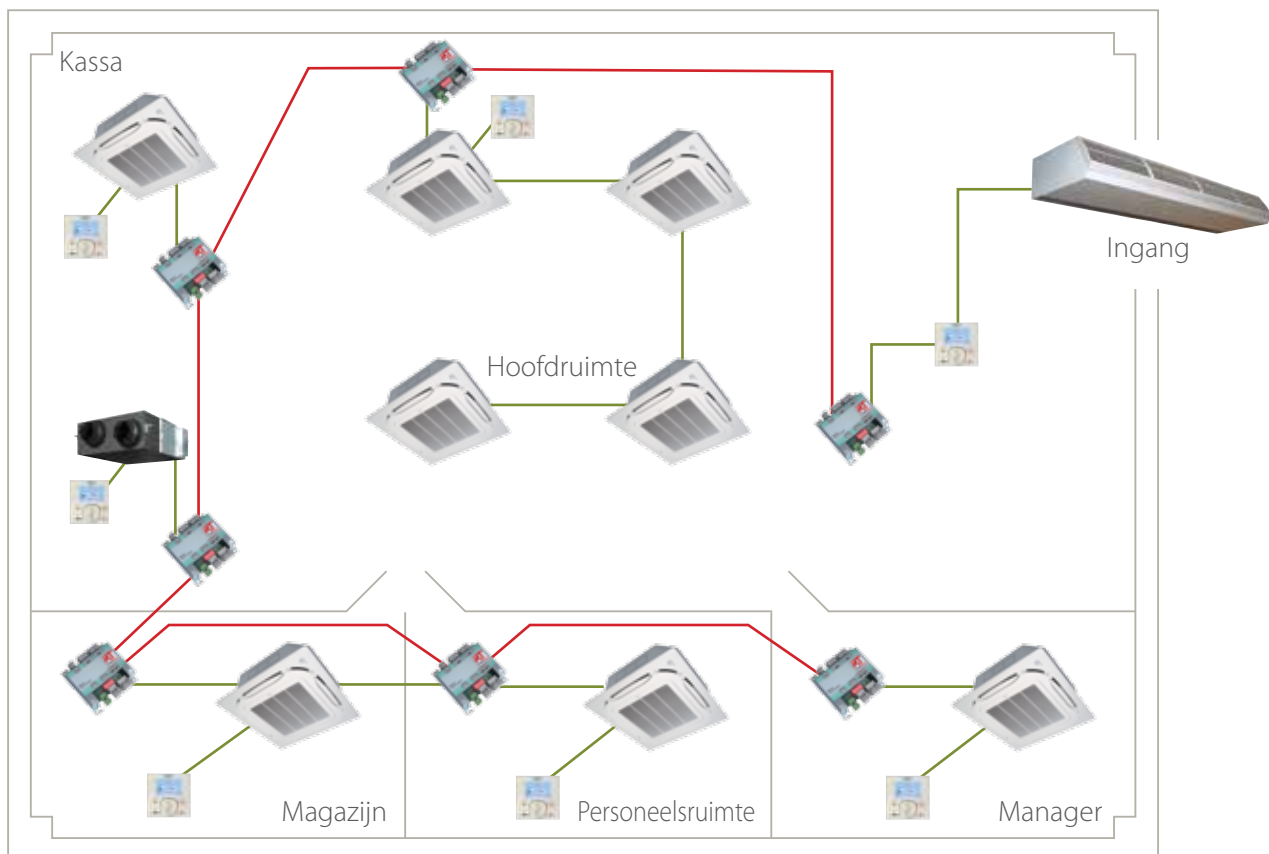 Kassa
Ingang
Hoofdruimte
Magazijn
Personeelsruimte
Manager